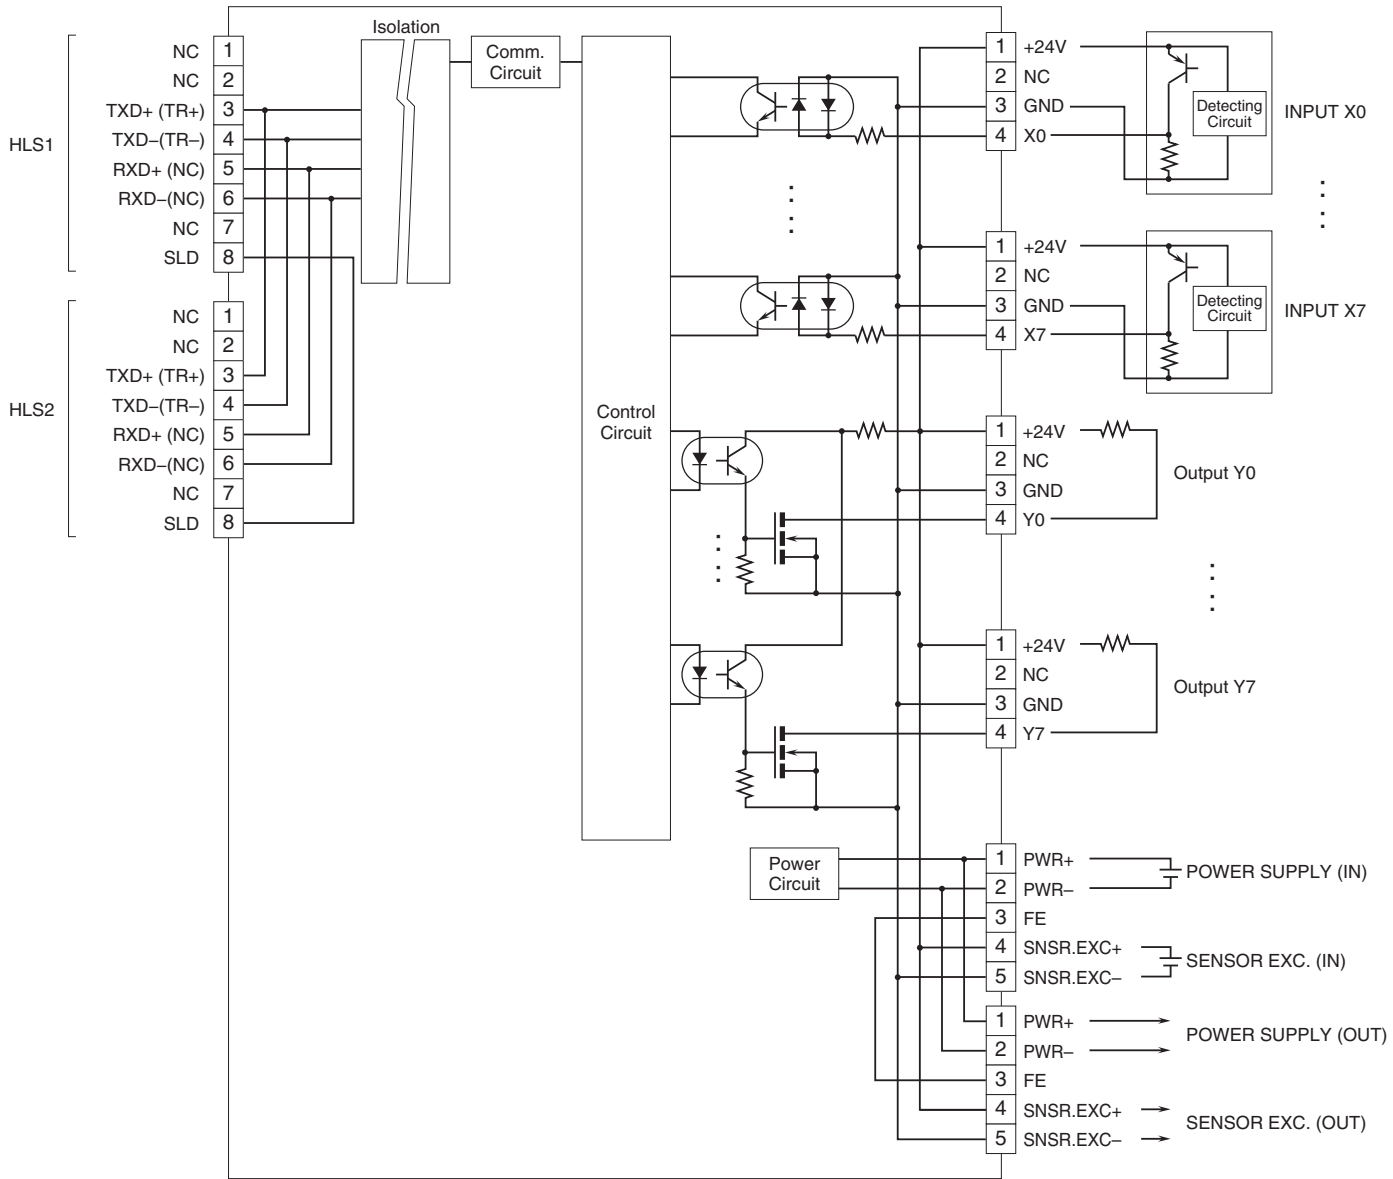 HLS1
NC 1
NC 2
TXD+ (TR+) 3
TXD−(TR−) 4
RXD+ (NC) 5
RXD−(NC) 6
NC 7
SLD 8
HLS2
NC 1
NC 2
TXD+ (TR+) 3
TXD−(TR−) 4
RXD+ (NC) 5
RXD−(NC) 6
NC 7
SLD 8
Isolation
Comm.
Circuit
Control
Circuit
Power
Circuit
1 +24V
2 NC
3 GND
4 X0
Detecting
Circuit
INPUT X0
1 +24V
2 NC
3 GND
4 X7
Detecting
Circuit
INPUT X7
1 +24V
2 NC
3 GND
4 Y0
Output Y0
1 +24V
2 NC
3 GND
4 Y7
Output Y7
1 PWR+
2 PWR−
POWER SUPPLY (IN)
3 FE
4 SNSR.EXC+
5 SNSR.EXC−
SENSOR EXC. (IN)
1 PWR+
2 PWR−
POWER SUPPLY (OUT)
3 FE
4 SNSR.EXC+
5 SNSR.EXC−
SENSOR EXC. (OUT)